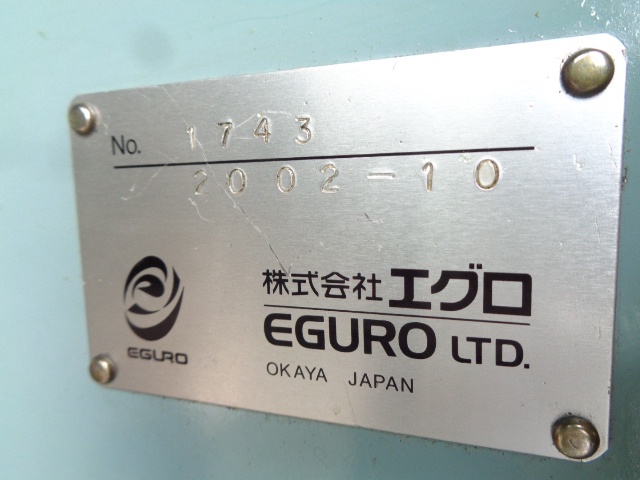 No. 1743
2002-10
株式会社エグロ
EGURO
EGURO LTD.
OKAYA JAPAN